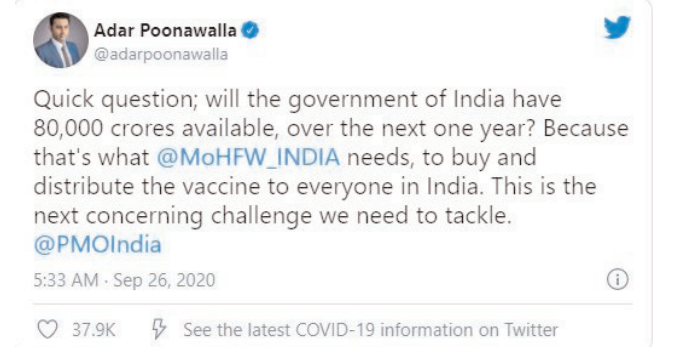 Adar Poonawalla
@adarpoonawalla
Quick question; will the government of India have
80,000 crores available, over the next one year? Because
that's what @MoHFW_INDIA needs, to buy and
distribute the vaccine to everyone in India. This is the
next concerning challenge we need to tackle.
@PMOIndia
5:33 AM · Sep 26, 2020
37.9K See the latest COVID-19 information on Twitter